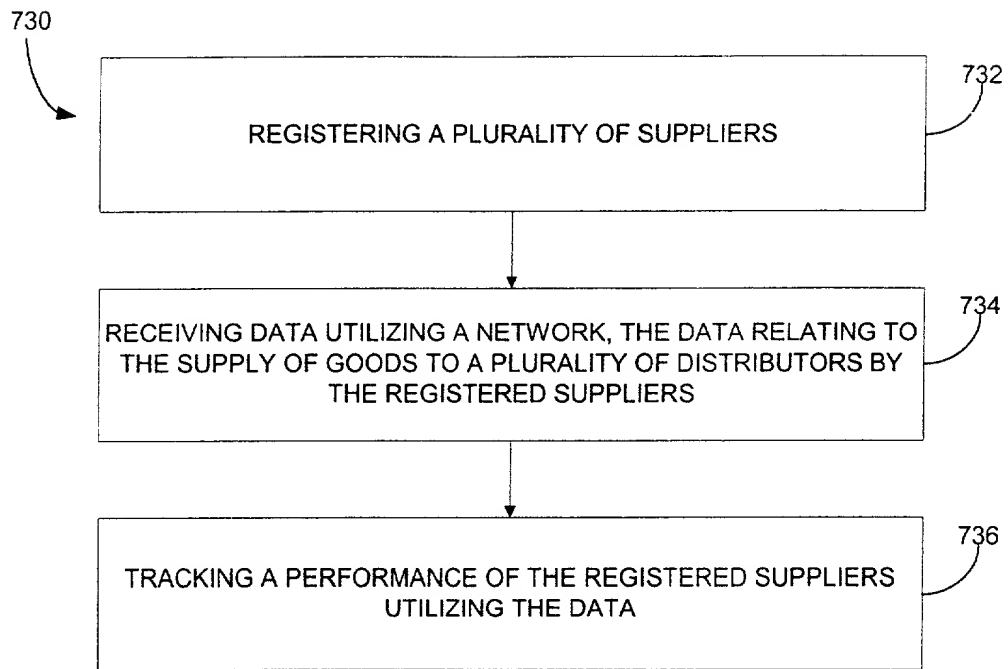 730
732
REGISTERING A PLURALITY OF SUPPLIERS
734
RECEIVING DATA UTILIZING A NETWORK, THE DATA RELATING TO
THE SUPPLY OF GOODS TO A PLURALITY OF DISTRIBUTORS BY
THE REGISTERED SUPPLIERS
736
TRACKING A PERFORMANCE OF THE REGISTERED SUPPLIERS
UTILIZING THE DATA